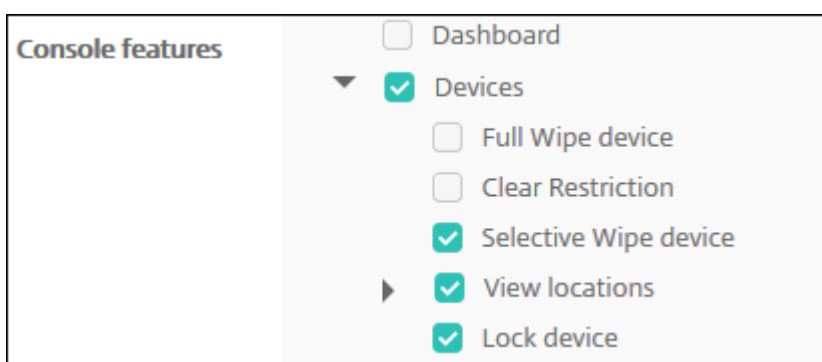 Console features
Dashboard
Devices
Full Wipe device
Clear Restriction
Selective Wipe device
View locations
Lock device